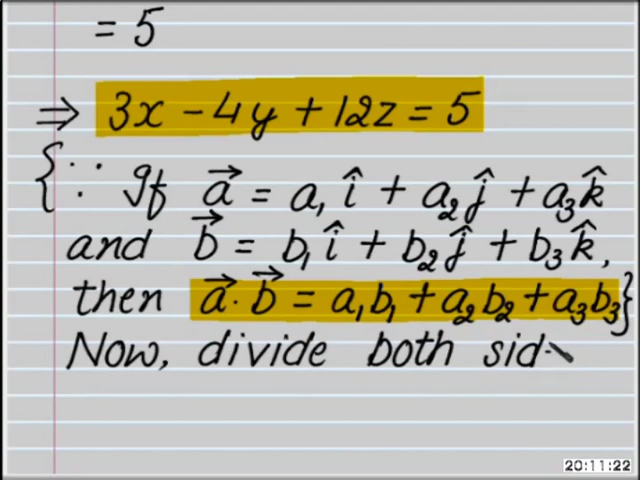 = 5
⇒ 3x - 4y + 12z = 5
{∵ If a⃗ = a₁î + a₂ĵ + a₃k̂
and b⃗ = b₁î + b₂ĵ + b₃k̂,
then a⃗·b⃗ = a₁b₁ + a₂b₂ + a₃b₃}
Now, divide both sid
20:11:22